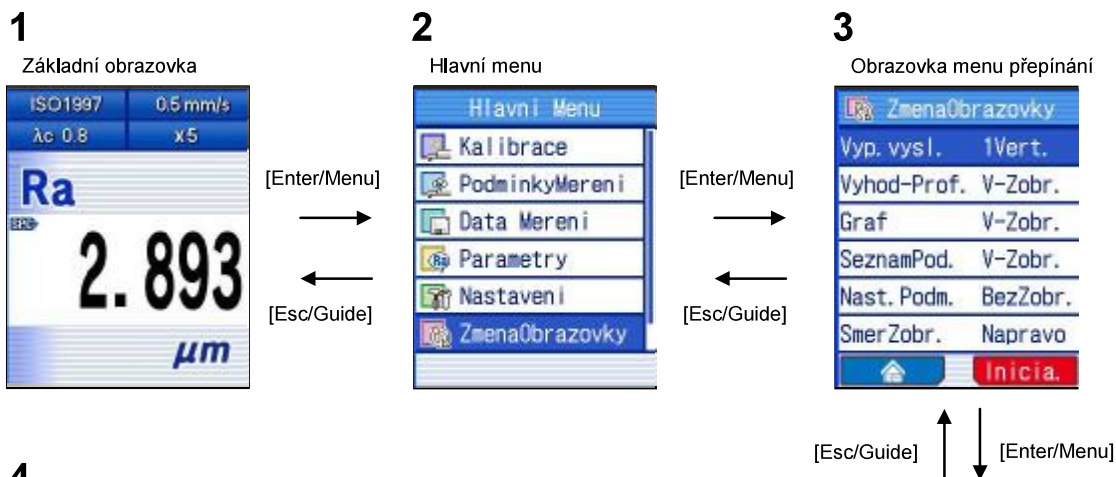 1
Základní obrazovka
ISO1997 0.5 mm/s
λc 0.8 x5
Ra
2.893
µm
[Enter/Menu]
[Esc/Guide]
2
Hlavní menu
Hlavni Menu
Kalibrace
PodminkyMereni
Data Mereni
Parametry
Nastaveni
ZmenaObrazovky
[Enter/Menu]
[Esc/Guide]
3
Obrazovka menu přepínání
ZmenaObrazovky
Vyp. vysl. 1Vert.
Vyhod-Prof. V-Zobr.
Graf V-Zobr.
SeznamPod. V-Zobr.
Nast. Podm. BezZobr.
SmerZobr. Napravo
Inicia.
[Esc/Guide] [Enter/Menu]
4